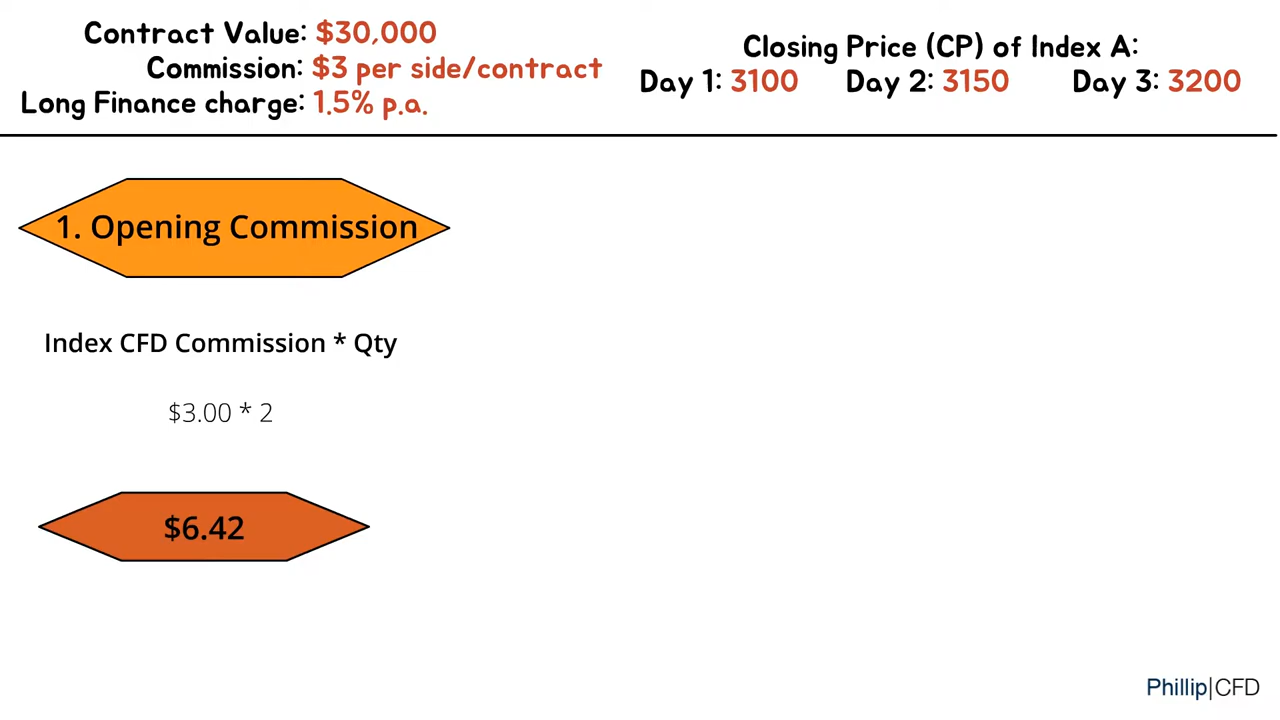 Contract Value: $30,000
Commission: $3 per side/contract
Long Finance charge: 1.5% p.a.
Closing Price (CP) of Index A:
Day 1: 3100 Day 2: 3150 Day 3: 3200
1. Opening Commission
Index CFD Commission * Qty
$3.00 * 2
$6.42
Phillip|CFD